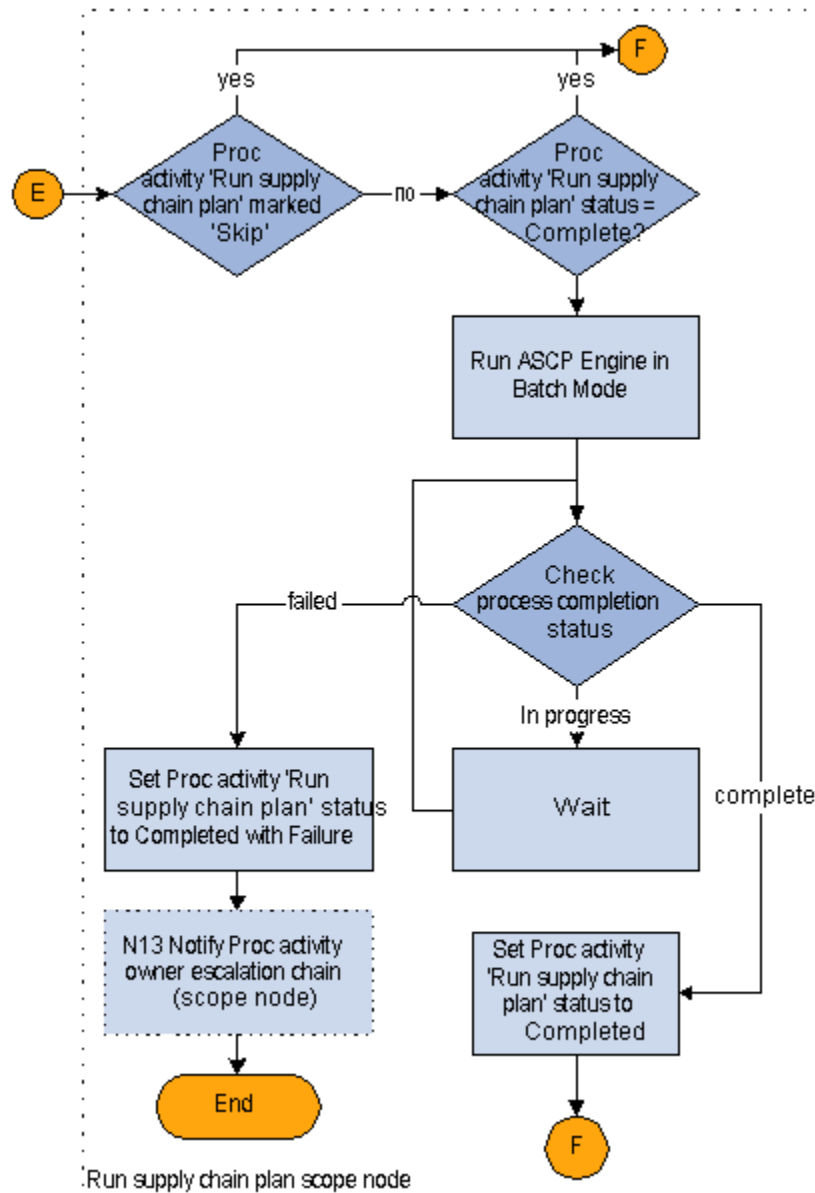 F
yes
yes
E
Proc
activity 'Run supply
chain plan' marked
'Skip'
no
Proc
activity 'Run supply
chain plan' status =
Complete?
Run ASCP Engine in
Batch Mode
Check
process completion
status
failed
In progress
complete
Set Proc activity 'Run
supply chain plan' status
to Completed with Failure
Wait
N13 Notify Proc activity
owner escalation chain
(scope node)
Set Proc activity
'Run supply chain
plan' status to
Completed
End
F
Run supply chain plan scope node